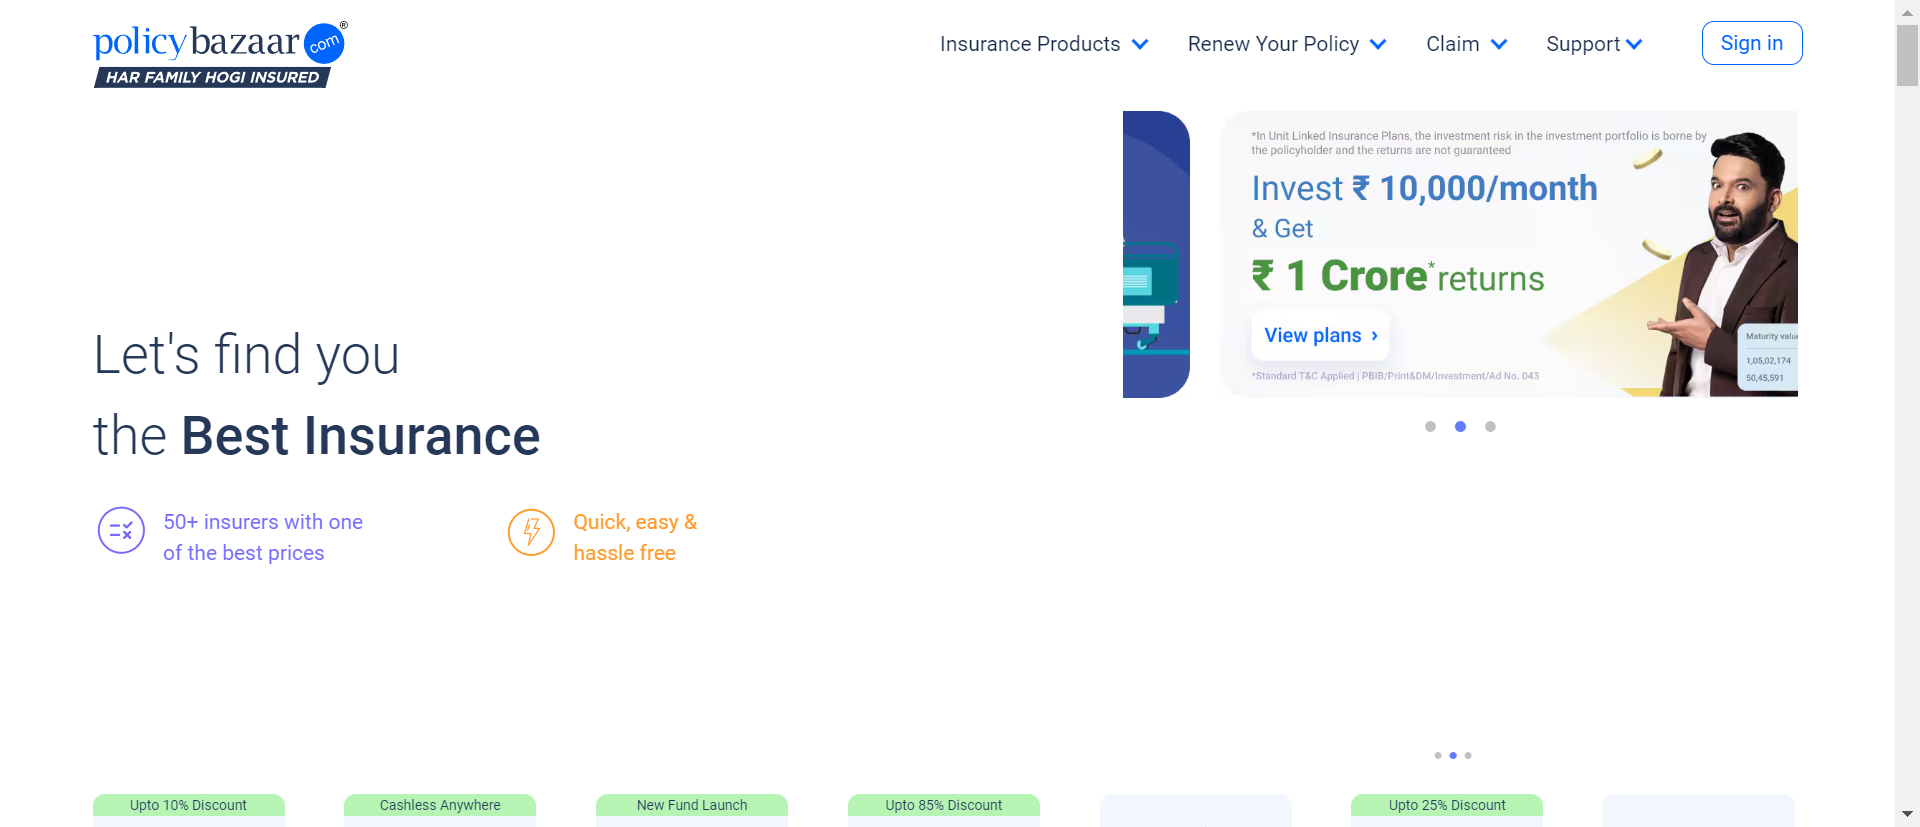 policybazaar com ®
HAR FAMILY HOGI INSURED
Insurance Products
Renew Your Policy
Claim
Support
Sign in
*In Unit Linked Insurance Plans, the investment risk in the investment portfolio is borne by
the policyholder and the returns are not guaranteed
Invest ₹ 10,000/month
& Get
₹ 1 Crore* returns
View plans ›
Maturity value
1,05,02,174
50,45,591
*Standard T&C Applied | PBIB/Print&DM/Investment/Ad No. 043
Let's find you
the Best Insurance
50+ insurers with one
of the best prices
Quick, easy &
hassle free
Upto 10% Discount
Cashless Anywhere
New Fund Launch
Upto 85% Discount
Upto 25% Discount